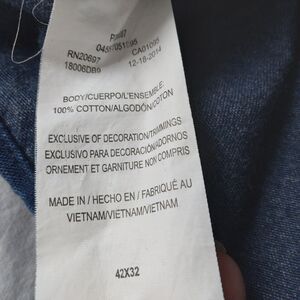 RN20697 CA01005
18006DB9 12-18-2014
BODY/CUERPO/L'ENSEMBLE:
100% COTTON/ALGODÓN/COTON
EXCLUSIVE OF DECORATION/TRIMMINGS
EXCLUSIVO PARA DECORACIÓN/ADORNOS
ORNEMENT ET GARNITURE NON COMPRIS
MADE IN / HECHO EN / FABRIQUÉ AU
VIETNAM/VIETNAM/VIETNAM
42X32